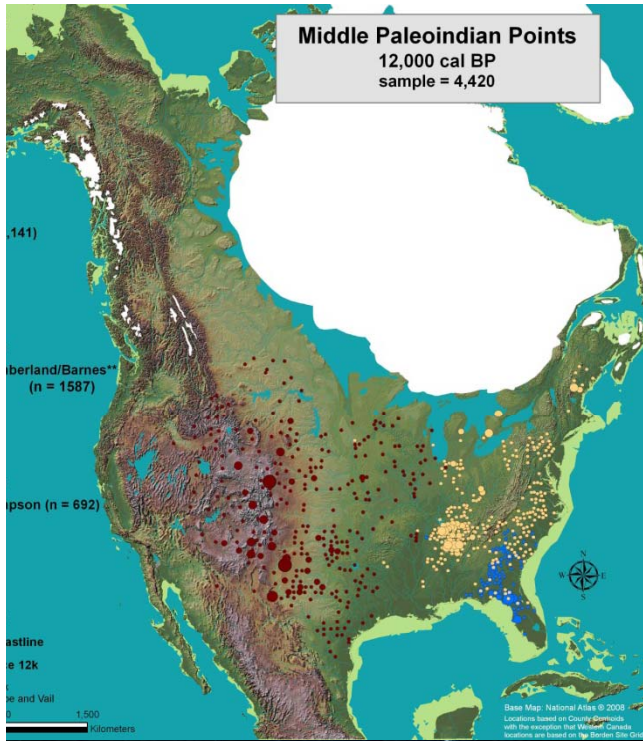 Middle Paleoindian Points
12,000 cal BP
sample = 4,420
,141)
nberland/Barnes**
(n = 1587)
npson (n = 692)
N
W
E
S
astline
e 12k
pe and Vail
0
1,500
Kilometers
Base Map: National Atlas ® 2008
Locations based on County Centroids
with the exception that Western Canada
locations are based on the Borden Site Grid